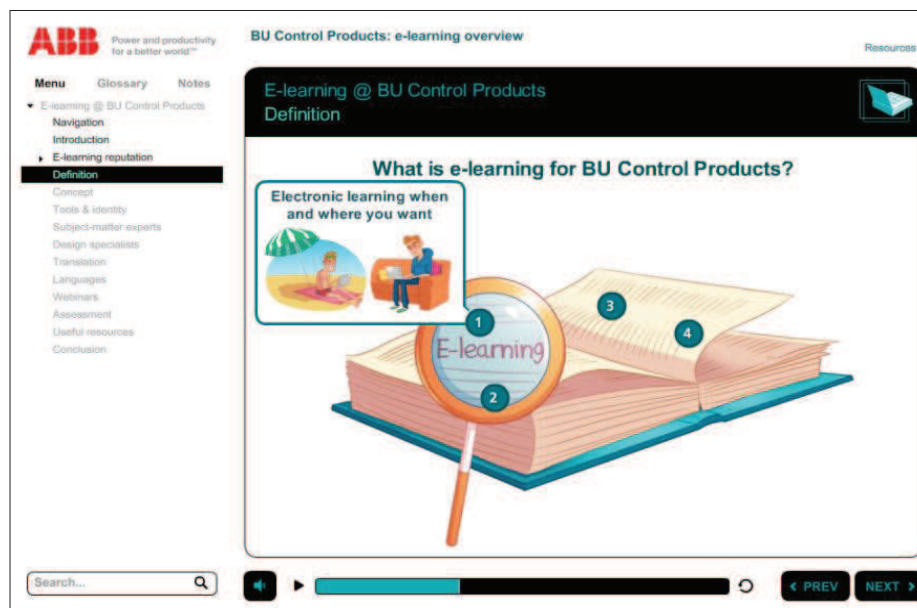 ABB
Power and productivity
for a better world™
BU Control Products: e-learning overview
Resources
Menu Glossary Notes
E-learning @ BU Control Products
Navigation
Introduction
E-learning reputation
Definition
Concept
Tools & identity
Subject-matter experts
Design specialists
Translation
Languages
Webinars
Assessment
Useful resources
Conclusion
E-learning @ BU Control Products
Definition
What is e-learning for BU Control Products?
Electronic learning when
and where you want
1
E-learning
2
3
4
Search...
PREV
NEXT